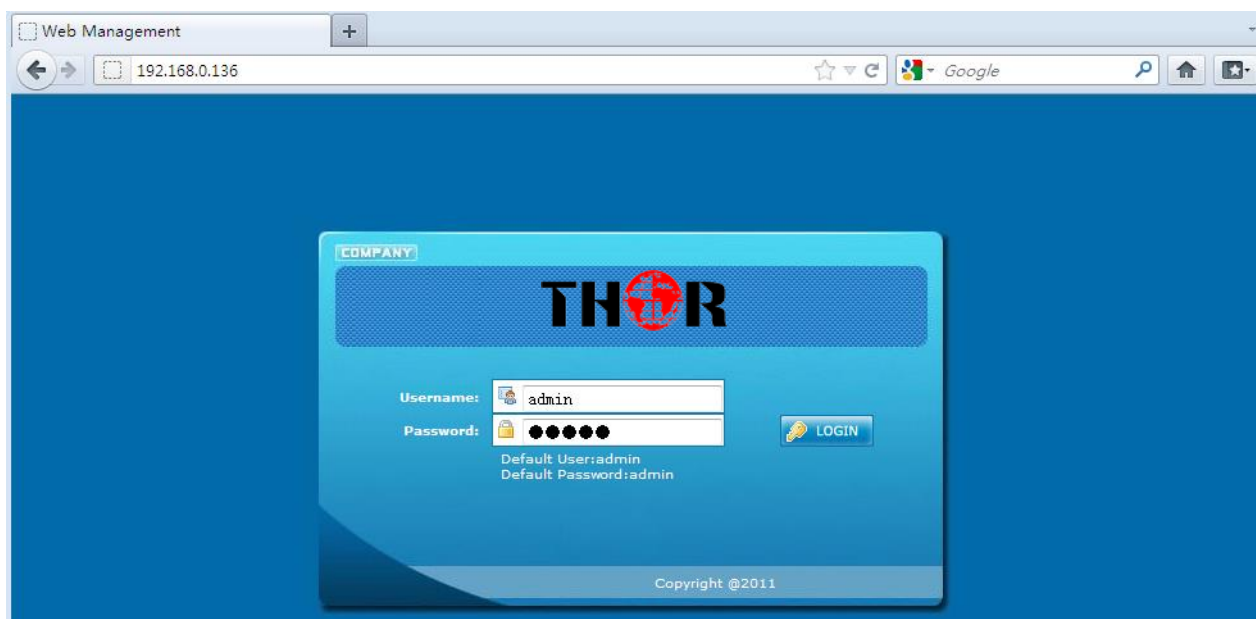 Web Management
+
192.168.0.136
Google
COMPANY
THOR
Username: admin
Password: ●●●●●
LOGIN
Default User:admin
Default Password:admin
Copyright @2011